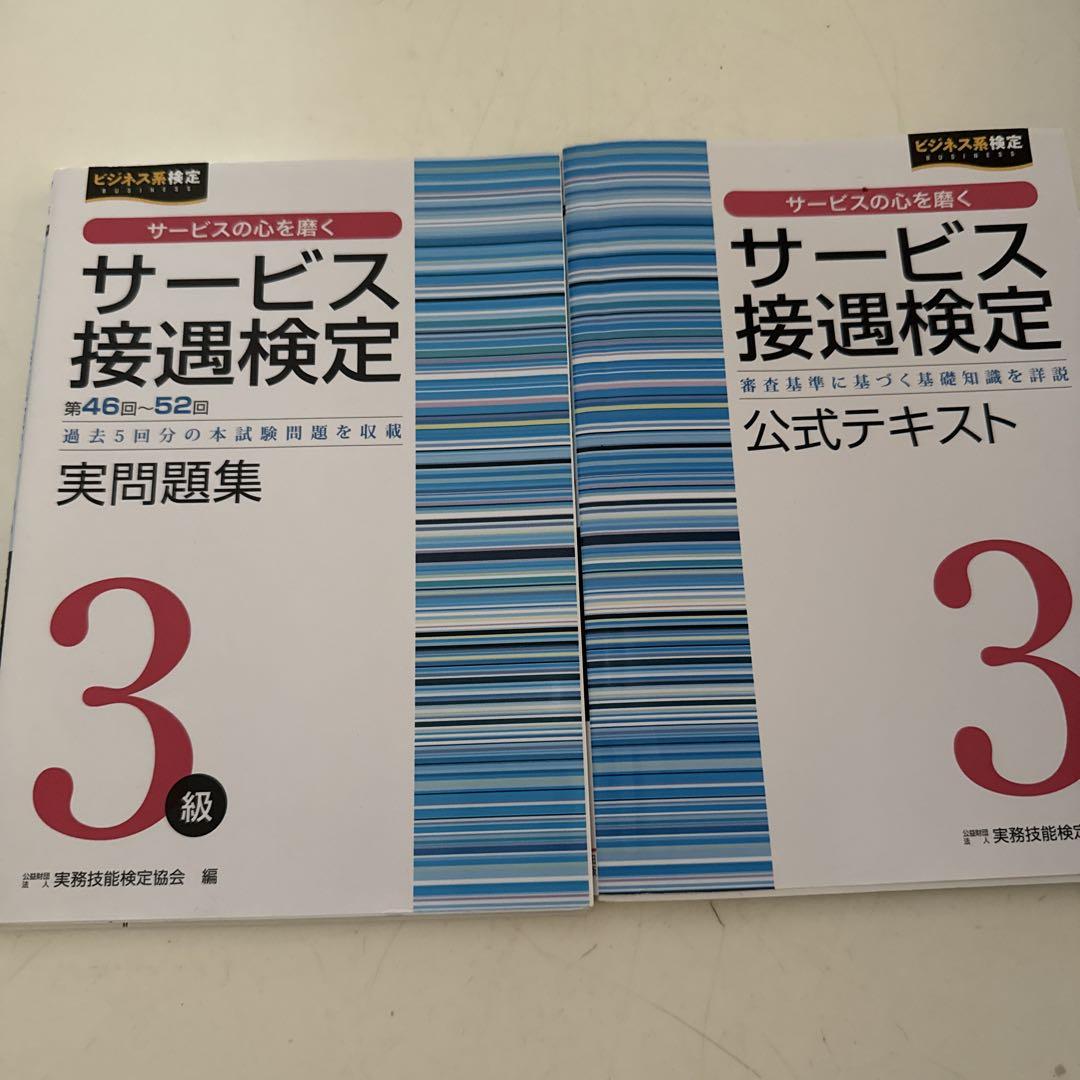 ビジネス系検定
BUSINESS
サービスの心を磨く
サービス
接遇検定
第46回～52回
過去5回分の本試験問題を収載
実問題集
3
級
公益財団
法人
実務技能検定協会 編
ビジネス系検定
BUSINESS
サービスの心を磨く
サービス
接遇検定
審査基準に基づく基礎知識を詳説
公式テキスト
3
公益財団
法人
実務技能検定